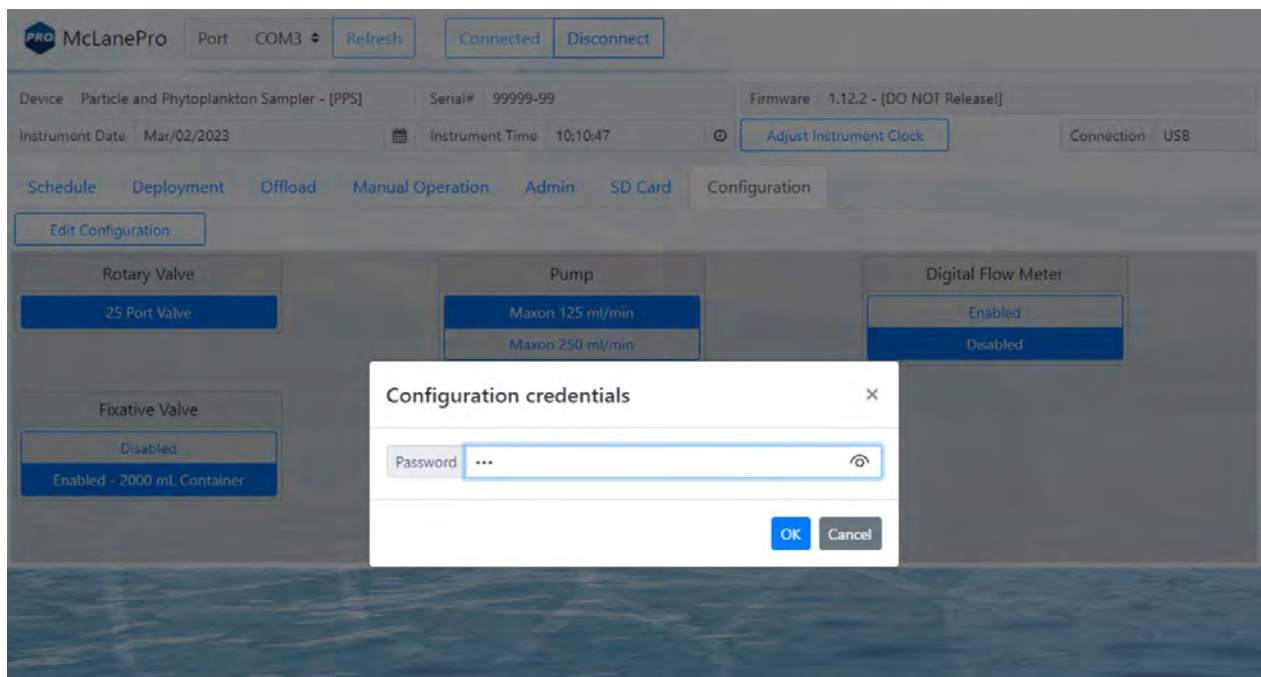 PRO McLanePro Port COM3 Refresh Connected Disconnect
Device Particle and Phytoplankton Sampler - [PPS] Serial# 99999-99 Firmware 1.12.2 - [DO NOT Release!]
Instrument Date Mar/02/2023 Instrument Time 10:10:47 Adjust Instrument Clock Connection USB
Schedule Deployment Offload Manual Operation Admin SD Card Configuration
Edit Configuration
Rotary Valve Pump Digital Flow Meter
25 Port Valve Maxon 125 ml/min Enabled
Maxon 250 ml/min Disabled
Configuration credentials ×
Fixative Valve
Disabled
Password •••
Enabled - 2000 mL Container
OK Cancel